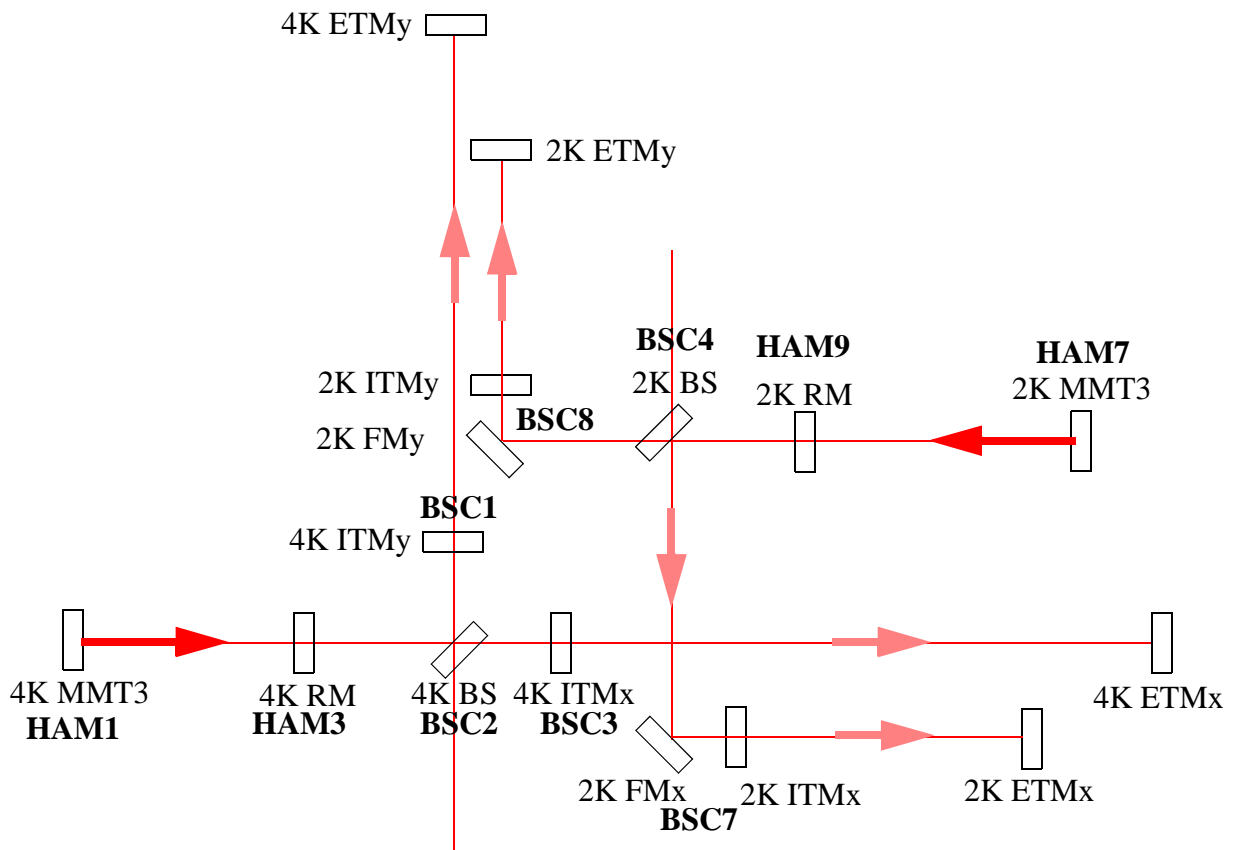 4K ETMy
2K ETMy
BSC4
HAM9
HAM7
2K ITMy
2K BS
2K RM
2K MMT3
BSC8
2K FMy
BSC1
4K ITMy
4K MMT3
4K RM
4K BS
4K ITMx
4K ETMx
HAM1
HAM3
BSC2
BSC3
2K FMx
2K ITMx
2K ETMx
BSC7